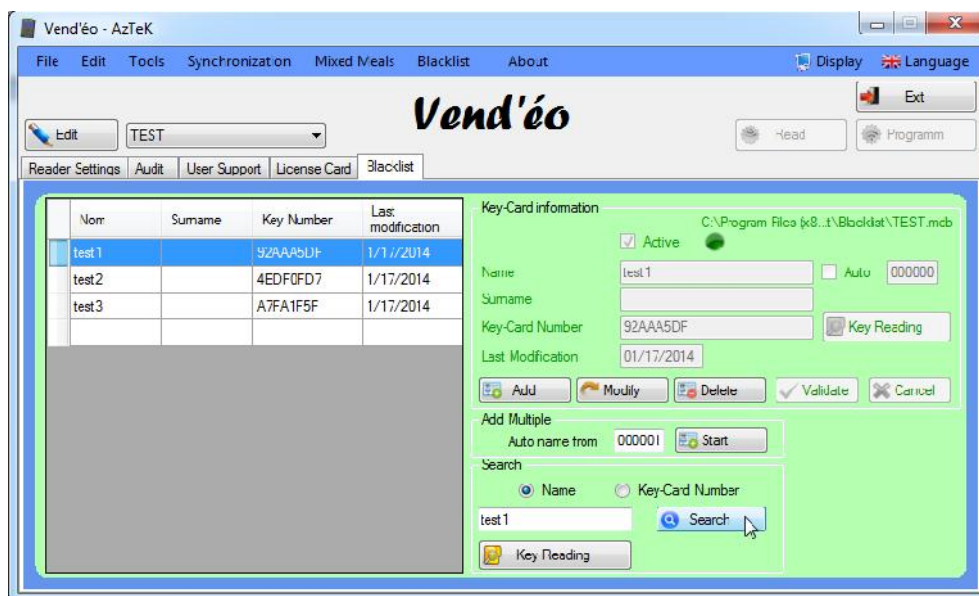 Vend'éo - AzTeK
File Edit Tools Synchronization Mixed Meals Blacklist About Display Language
Vend'éo
Exit
Edit TEST Read Programm
Reader Settings Audit User Support License Card Blacklist
Nom Surname Key Number Last modification
test1 92AAA5DF 1/17/2014
test2 4EDF0FD7 1/17/2014
test3 A7FA1F5F 1/17/2014
Key-Card information
C:\Program Files (x8...t\Blacklist\TEST.mdb
Active
Name test1 Auto 000000
Surname
Key-Card Number 92AAA5DF Key Reading
Last Modification 01/17/2014
Add Modify Delete Validate Cancel
Add Multiple
Auto name from 000001 Start
Search
Name Key-Card Number
test1 Search
Key Reading